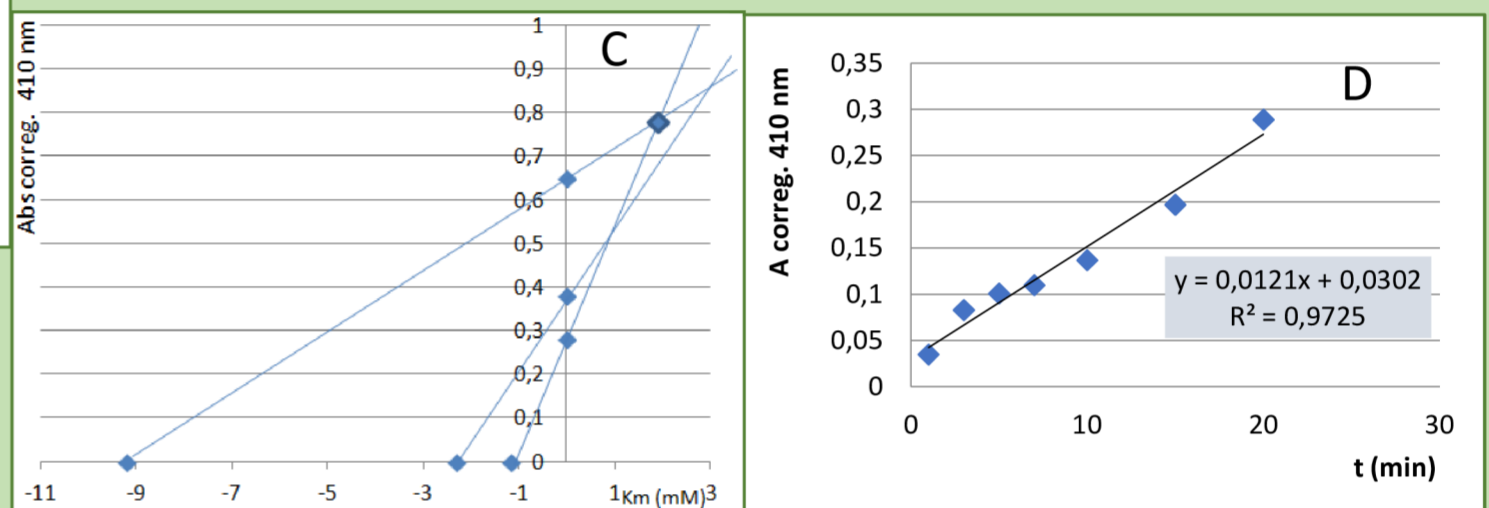 C
Abs correg. 410 nm
1
0,9
0,8
0,7
0,6
0,5
0,4
0,3
0,2
0,1
0
-11 -9 -7 -5 -3 -1 1 3
Km (mM)
D
A correg. 410 nm
0,35
0,3
0,25
0,2
0,15
0,1
0,05
0
y = 0,0121x + 0,0302
R² = 0,9725
0 10 20 30
t (min)